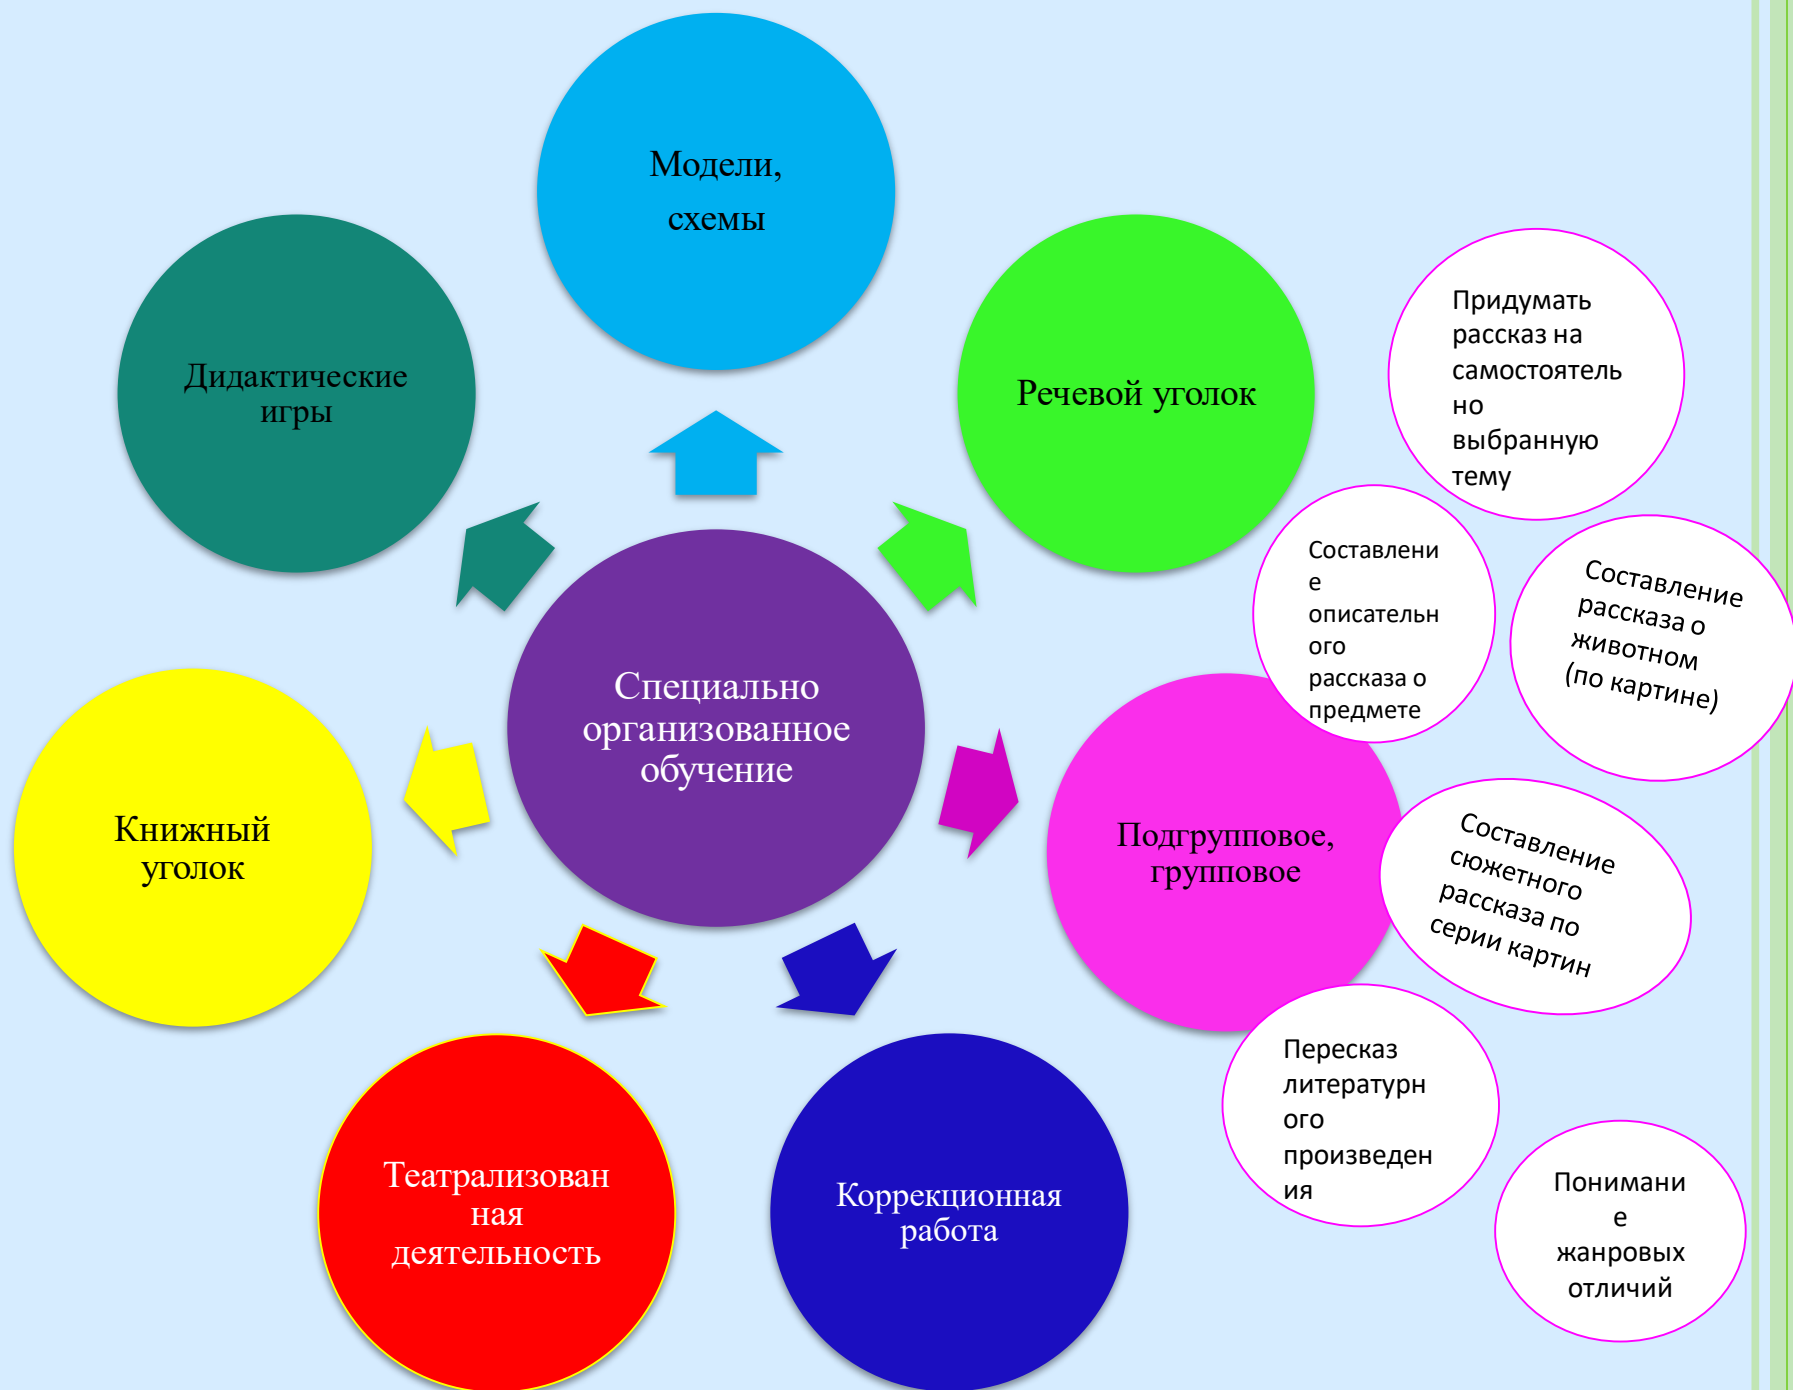 Модели,
схемы
Дидактические
игры
Речевой уголок
Придумать
рассказ на
самостоятель
но
выбранную
тему
Составлени
е
описательн
ого
рассказа о
предмете
Составление
рассказа о
животном
(по картине)
Специально
организованное
обучение
Книжный
уголок
Подгрупповое,
групповое
Составление
сюжетного
рассказа по
серии картин
Пересказ
литературн
ого
произведен
ия
Театрализован
ная
деятельность
Коррекционная
работа
Понимани
е
жанровых
отличий